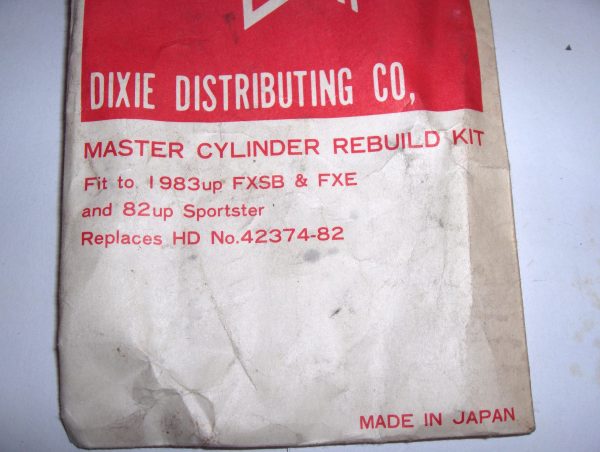 DIXIE DISTRIBUTING CO,
MASTER CYLINDER REBUILD KIT
Fit to 1983up FXSB & FXE
and 82up Sportster
Replaces HD No.42374-82
MADE IN JAPAN